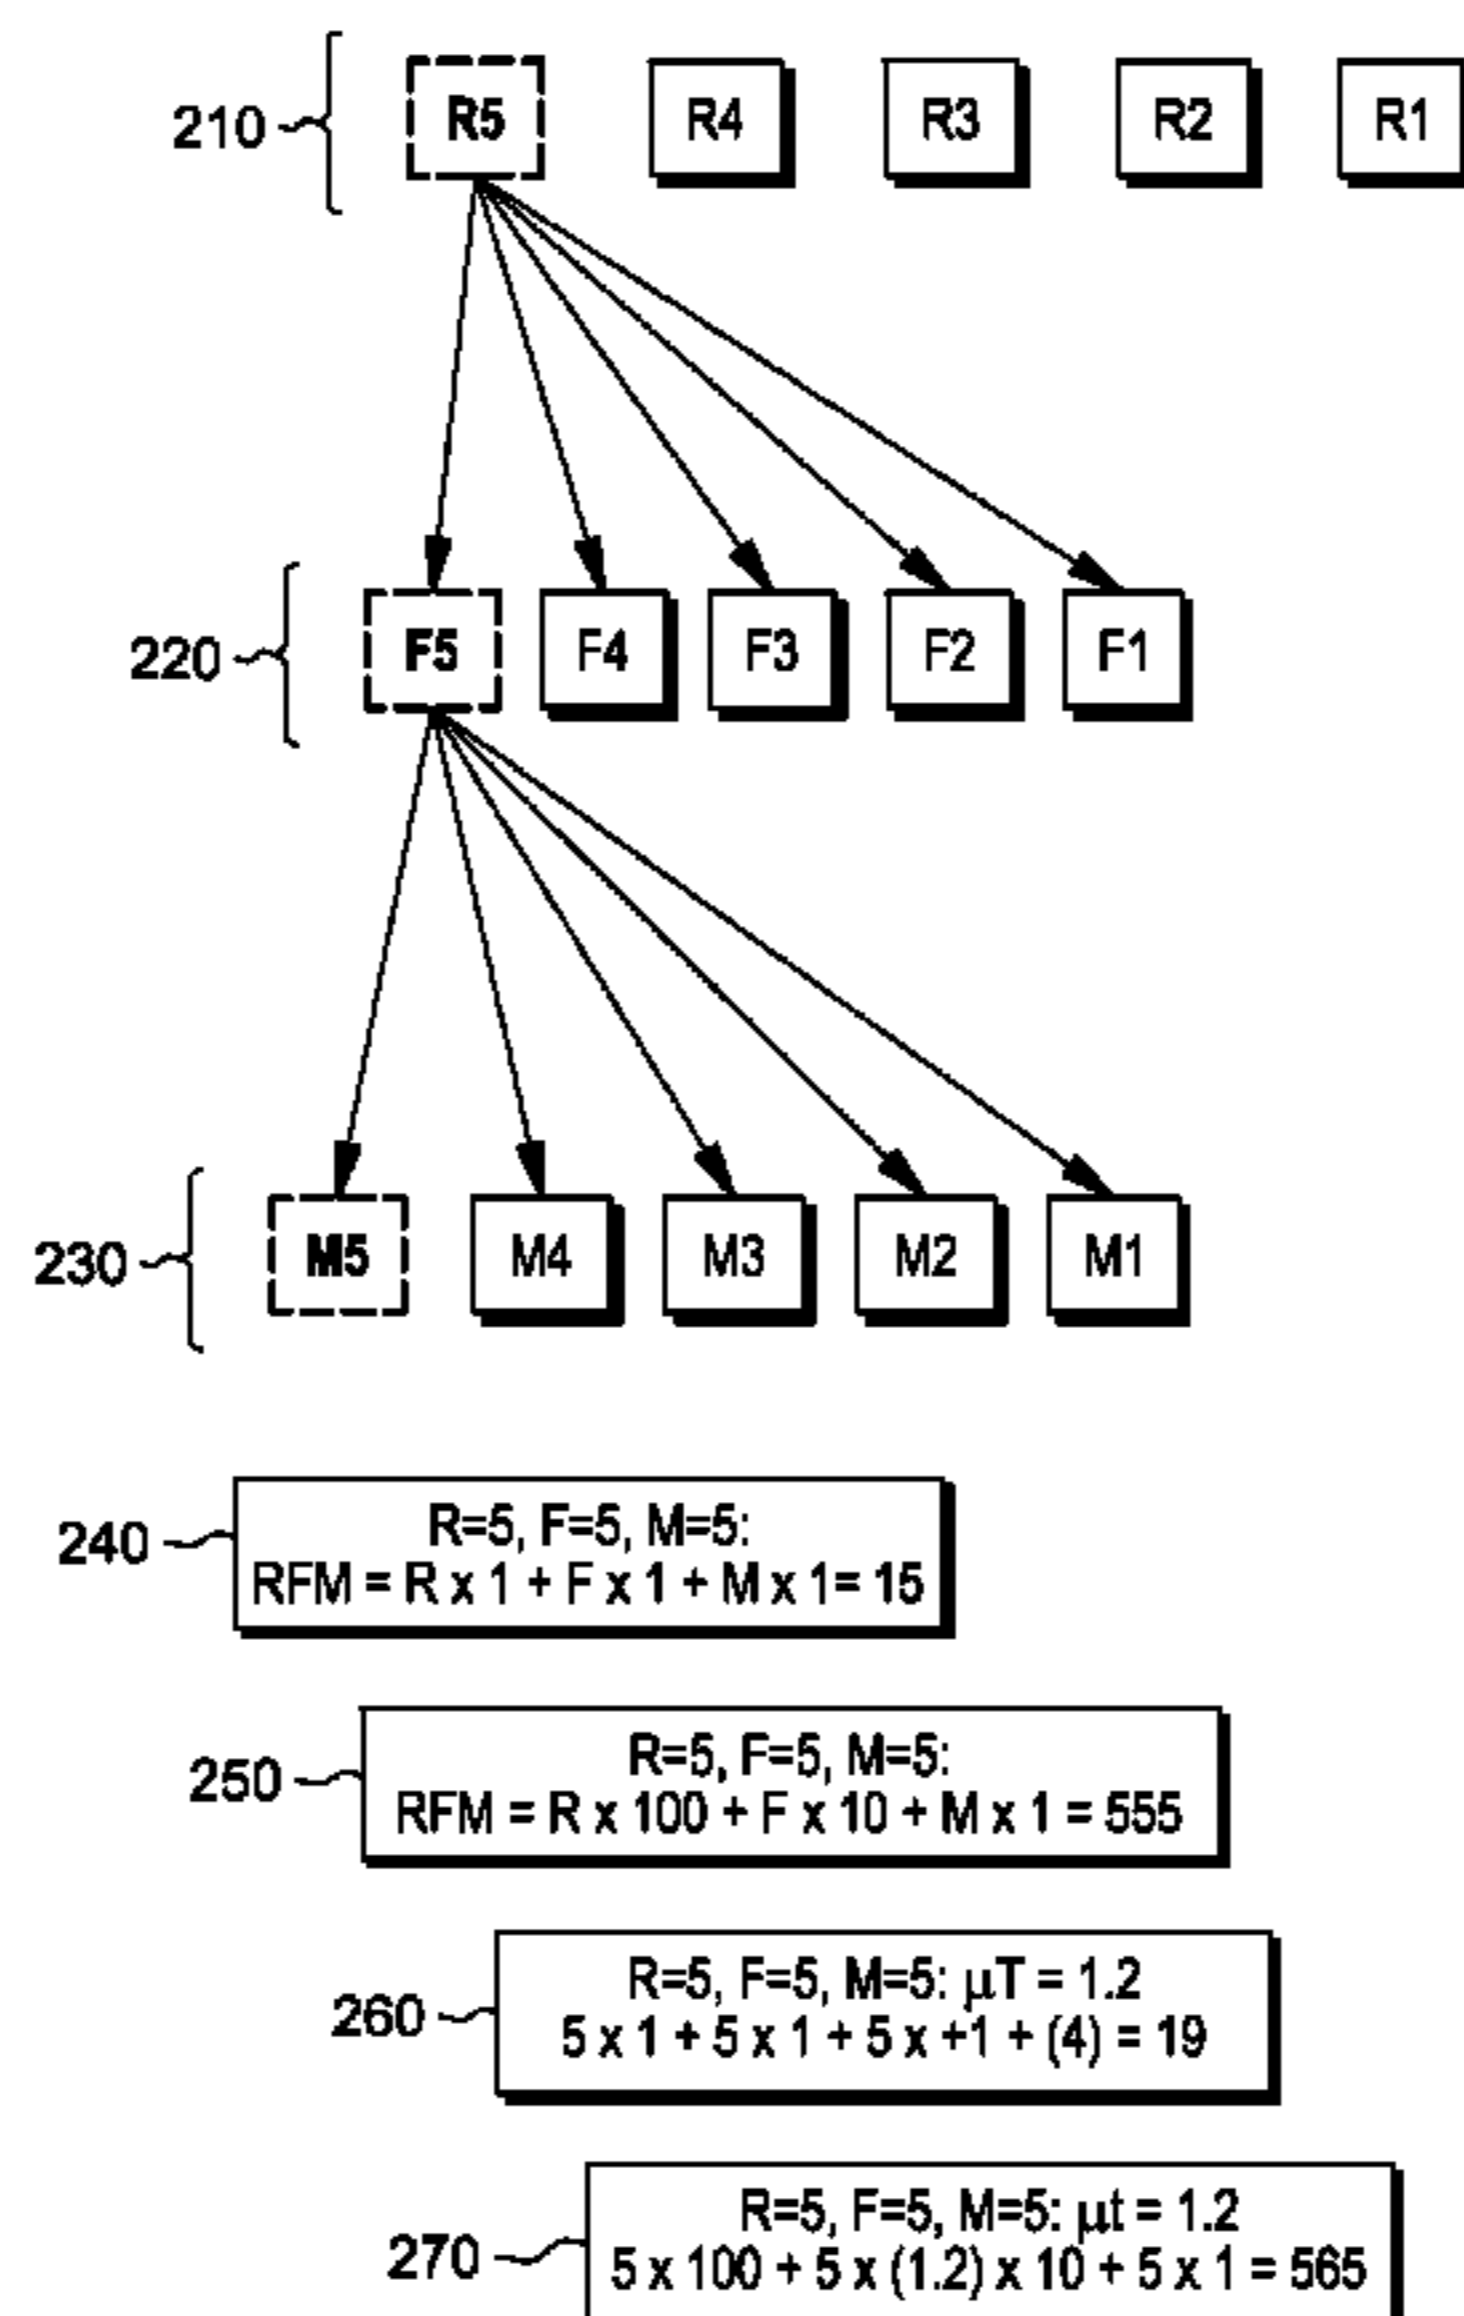 210 R5 R4 R3 R2 R1
220 F5 F4 F3 F2 F1
230 M5 M4 M3 M2 M1
240 R=5, F=5, M=5:
RFM = R x 1 + F x 1 + M x 1= 15
250 R=5, F=5, M=5:
RFM = R x 100 + F x 10 + M x 1 = 555
260 R=5, F=5, M=5: μT = 1.2
5 x 1 + 5 x 1 + 5 x +1 + (4) = 19
270 R=5, F=5, M=5: μt = 1.2
5 x 100 + 5 x (1.2) x 10 + 5 x 1 = 565